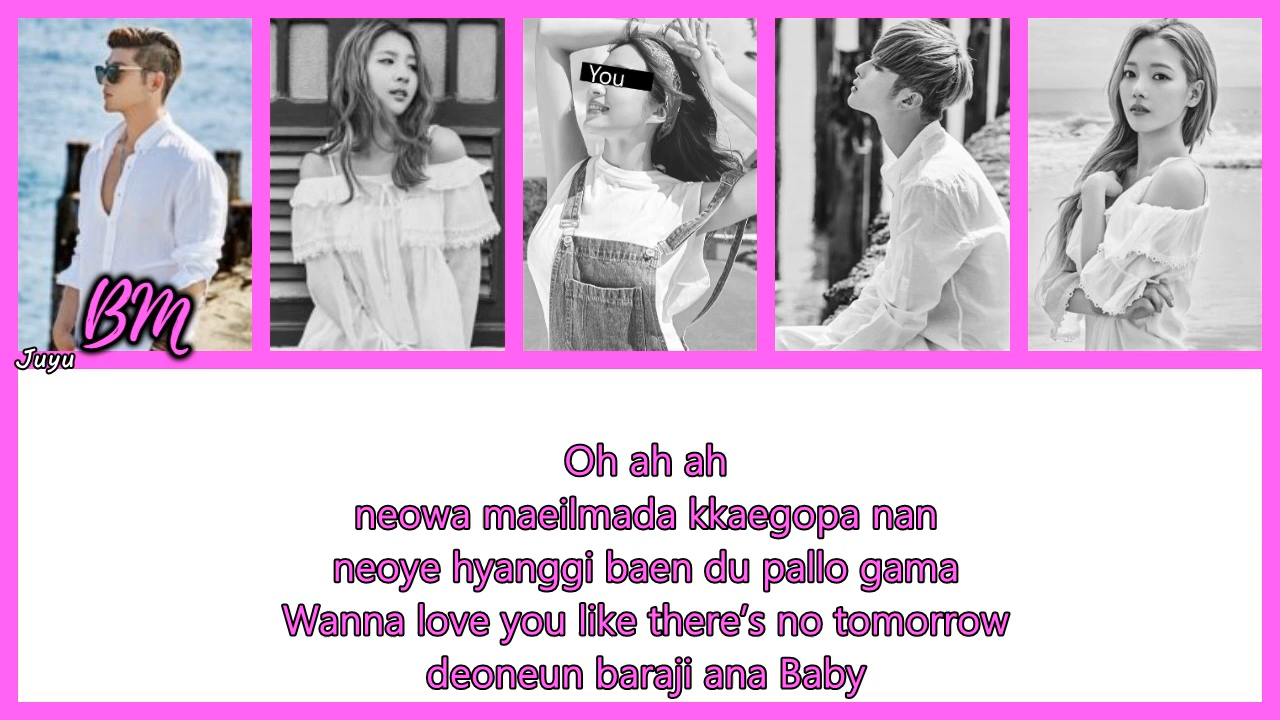 You
BM
Juyu
Oh ah ah
neowa maeilmada kkaegopa nan
neoye hyanggi baen du pallo gama
Wanna love you like there's no tomorrow
deoneun baraji ana Baby